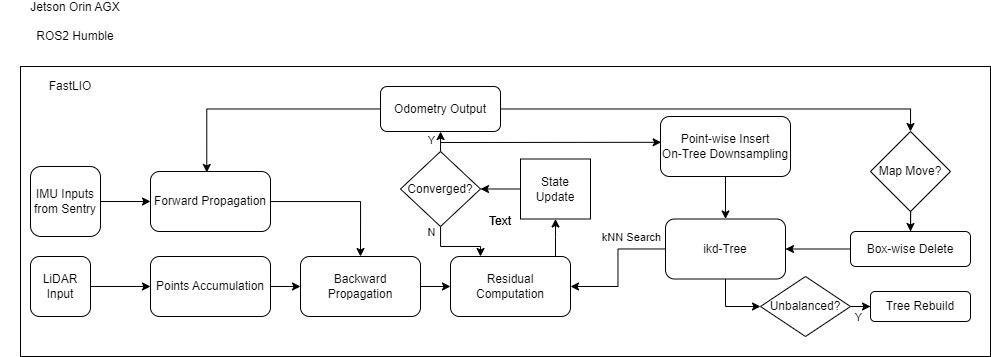 Jetson Orin AGX
ROS2 Humble
FastLIO
Odometry Output
Y
Point-wise Insert
On-Tree Downsampling
Map Move?
IMU Inputs
from Sentry
Forward Propagation
Converged?
State
Update
Text
N
kNN Search
ikd-Tree
Box-wise Delete
LiDAR
Input
Points Accumulation
Backward
Propagation
Residual
Computation
Unbalanced?
Y
Tree Rebuild